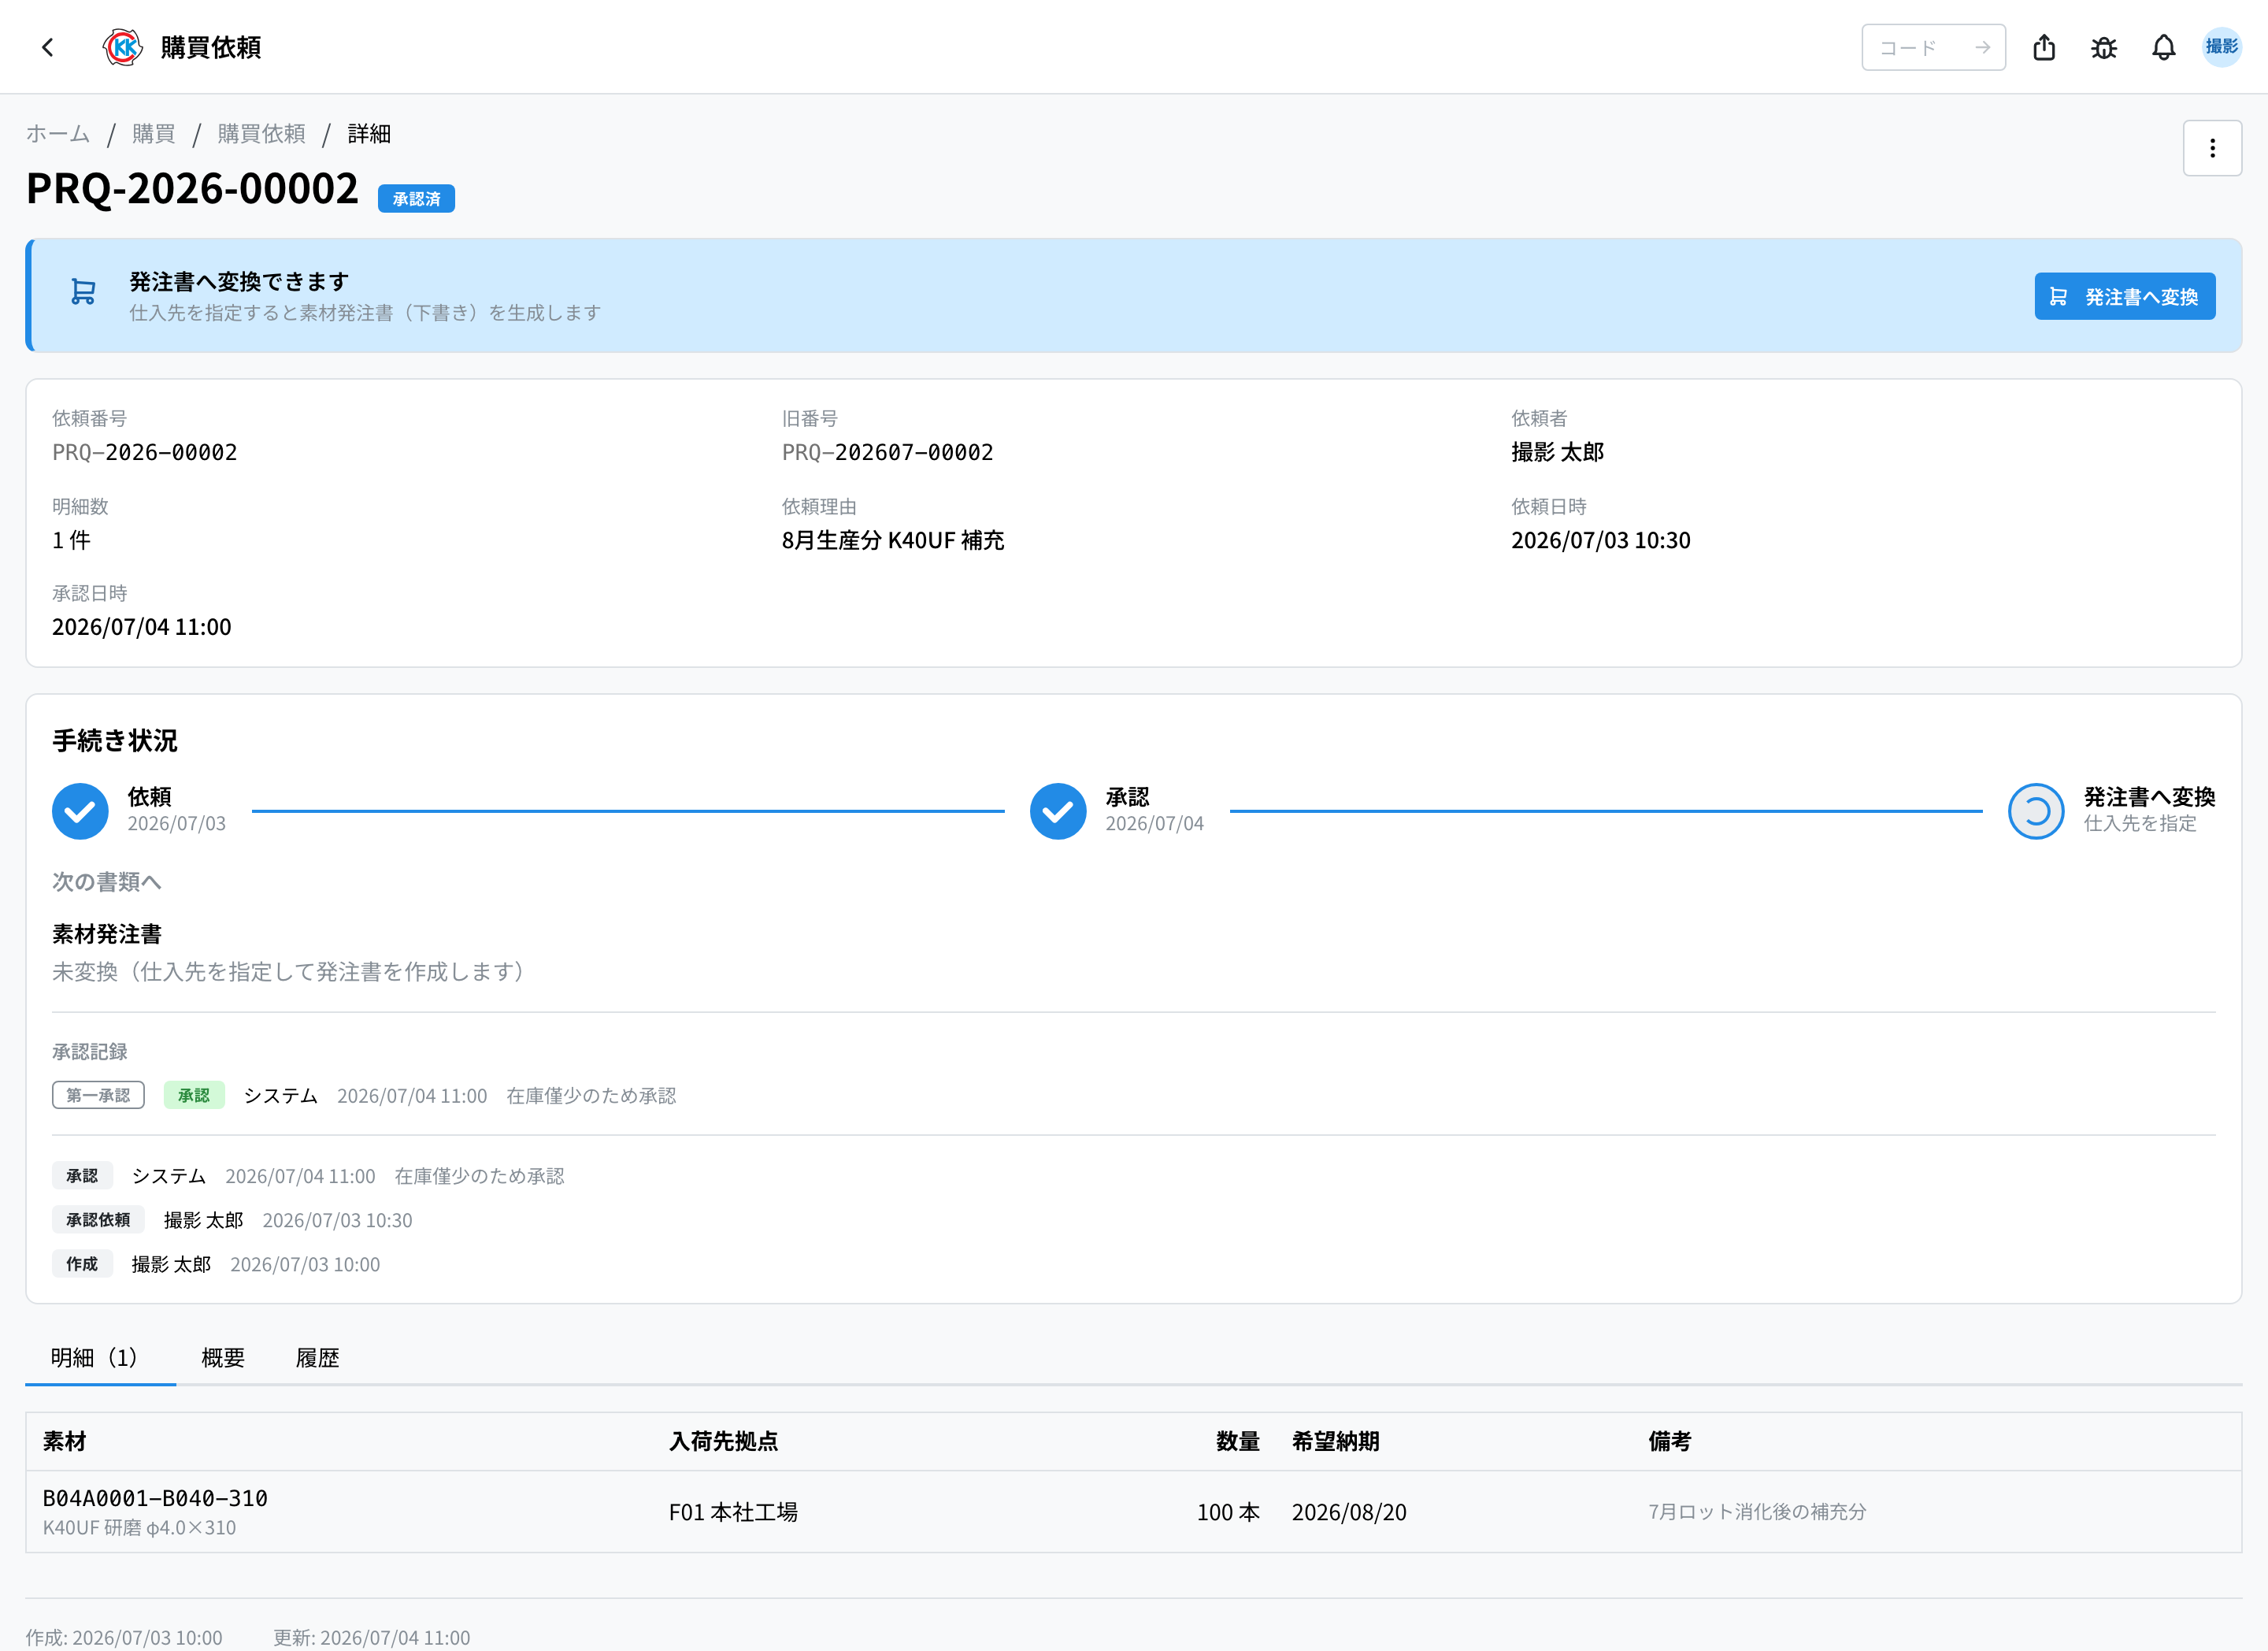 KK 購買依頼
コード
撮影
ホーム / 購買 / 購買依頼 / 詳細
PRQ-2026-00002 承認済
発注書へ変換できます
仕入先を指定すると素材発注書（下書き）を生成します
発注書へ変換
依頼番号
PRQ-2026-00002
旧番号
PRQ-202607-00002
依頼者
撮影 太郎
明細数
1 件
依頼理由
8月生産分 K40UF 補充
依頼日時
2026/07/03 10:30
承認日時
2026/07/04 11:00
手続き状況
依頼
2026/07/03
承認
2026/07/04
発注書へ変換
仕入先を指定
次の書類へ
素材発注書
未変換（仕入先を指定して発注書を作成します）
承認記録
第一承認 承認 システム 2026/07/04 11:00 在庫僅少のため承認
承認 システム 2026/07/04 11:00 在庫僅少のため承認
承認依頼 撮影 太郎 2026/07/03 10:30
作成 撮影 太郎 2026/07/03 10:00
明細（1） 概要 履歴
素材 入荷先拠点 数量 希望納期 備考
B04A0001-B040-310
K40UF 研磨 φ4.0×310
F01 本社工場 100 本 2026/08/20 7月ロット消化後の補充分
作成: 2026/07/03 10:00 更新: 2026/07/04 11:00